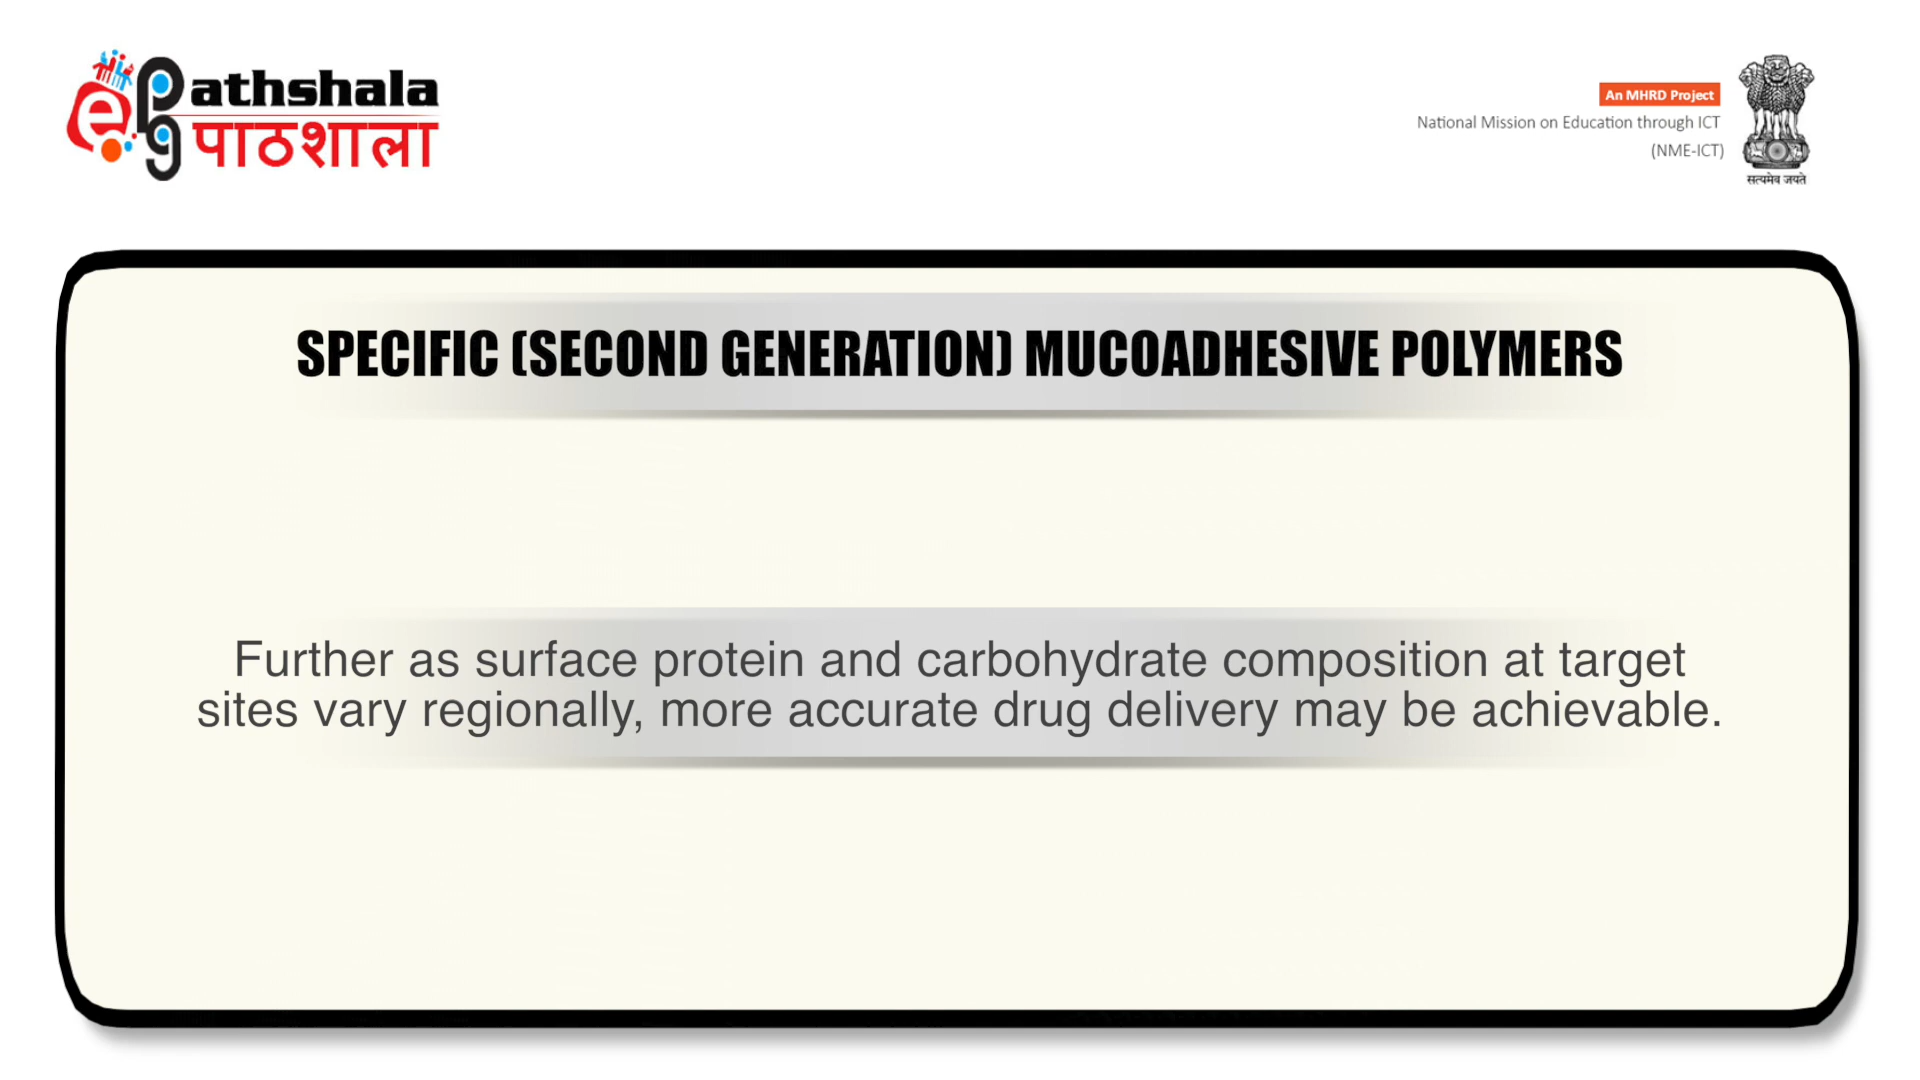 ePg Pathshala
पाठशाला
An MHRD Project
National Mission on Education through ICT
(NME-ICT)
सत्यमेव जयते
SPECIFIC (SECOND GENERATION) MUCOADHESIVE POLYMERS
Further as surface protein and carbohydrate composition at target
sites vary regionally, more accurate drug delivery may be achievable.